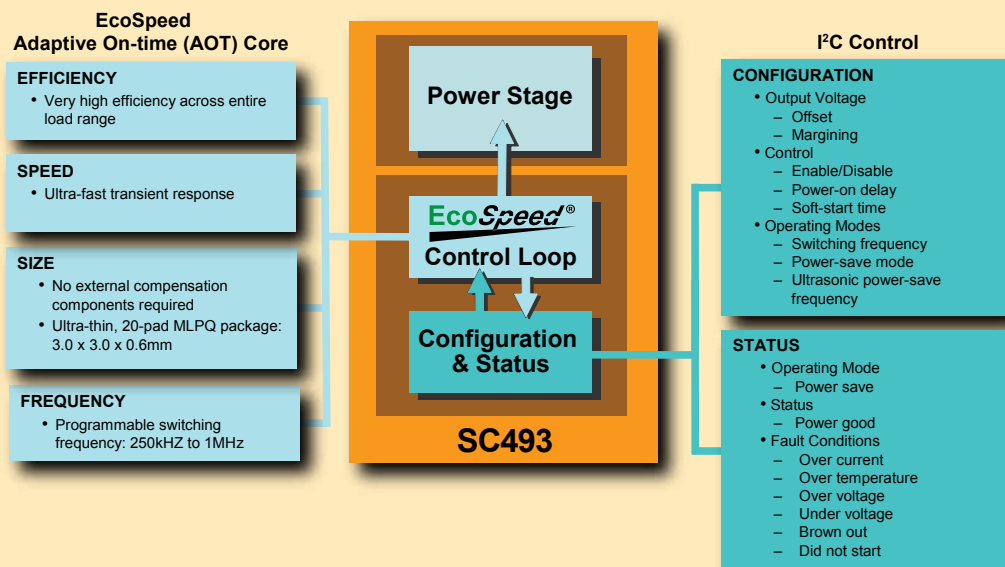 EcoSpeed
Adaptive On-time (AOT) Core
EFFICIENCY
• Very high efficiency across entire
load range
SPEED
• Ultra-fast transient response
SIZE
• No external compensation
components required
• Ultra-thin, 20-pad MLPQ package:
3.0 x 3.0 x 0.6mm
FREQUENCY
• Programmable switching
frequency: 250kHZ to 1MHz
Power Stage
EcoSpeed®
Control Loop
Configuration
& Status
SC493
I²C Control
CONFIGURATION
• Output Voltage
– Offset
– Margining
• Control
– Enable/Disable
– Power-on delay
– Soft-start time
• Operating Modes
– Switching frequency
– Power-save mode
– Ultrasonic power-save
frequency
STATUS
• Operating Mode
– Power save
• Status
– Power good
• Fault Conditions
– Over current
– Over temperature
– Over voltage
– Under voltage
– Brown out
– Did not start